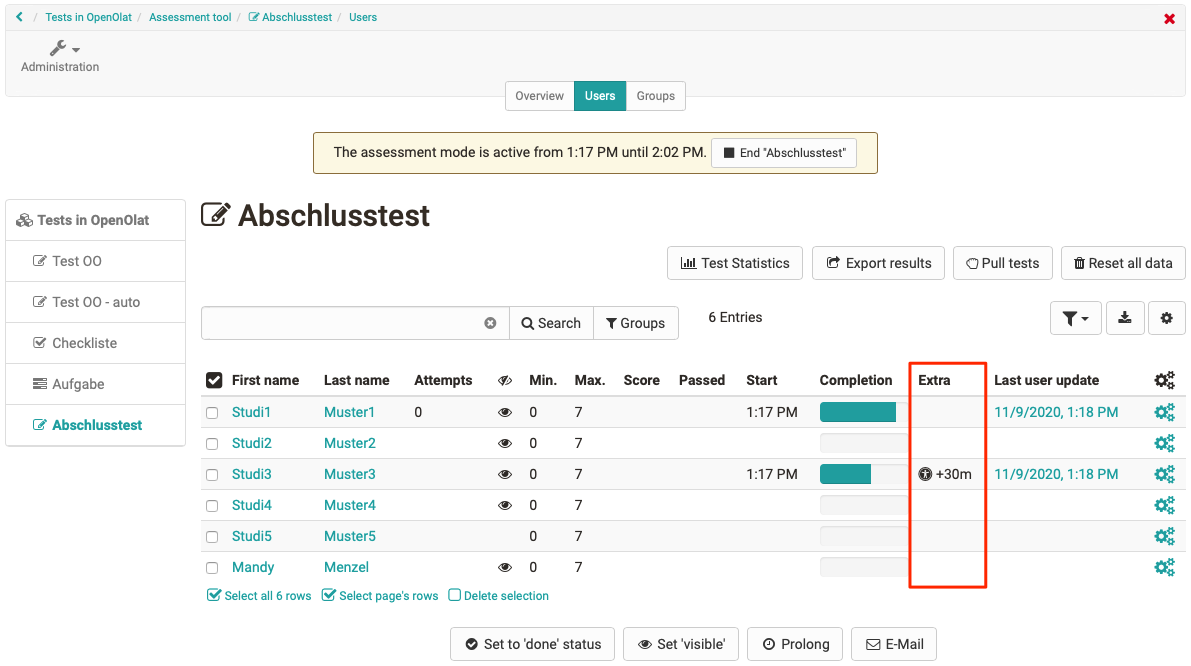 Tests in OpenOlat / Assessment tool / Abschlusstest / Users
Administration
Overview Users Groups
The assessment mode is active from 1:17 PM until 2:02 PM. End "Abschlusstest"
Tests in OpenOlat
Test OO
Test OO - auto
Checkliste
Aufgabe
Abschlusstest
Abschlusstest
Test Statistics Export results Pull tests Reset all data
Search Groups 6 Entries
First name Last name Attempts Min. Max. Score Passed Start Completion Extra Last user update
Studi1 Muster1 0 0 7 1:17 PM 11/9/2020, 1:18 PM
Studi2 Muster2 0 7
Studi3 Muster3 0 7 1:17 PM +30m 11/9/2020, 1:18 PM
Studi4 Muster4 0 7
Studi5 Muster5 0 7
Mandy Menzel 0 7
Select all 6 rows Select page's rows Delete selection
Set to 'done' status Set 'visible' Prolong E-Mail